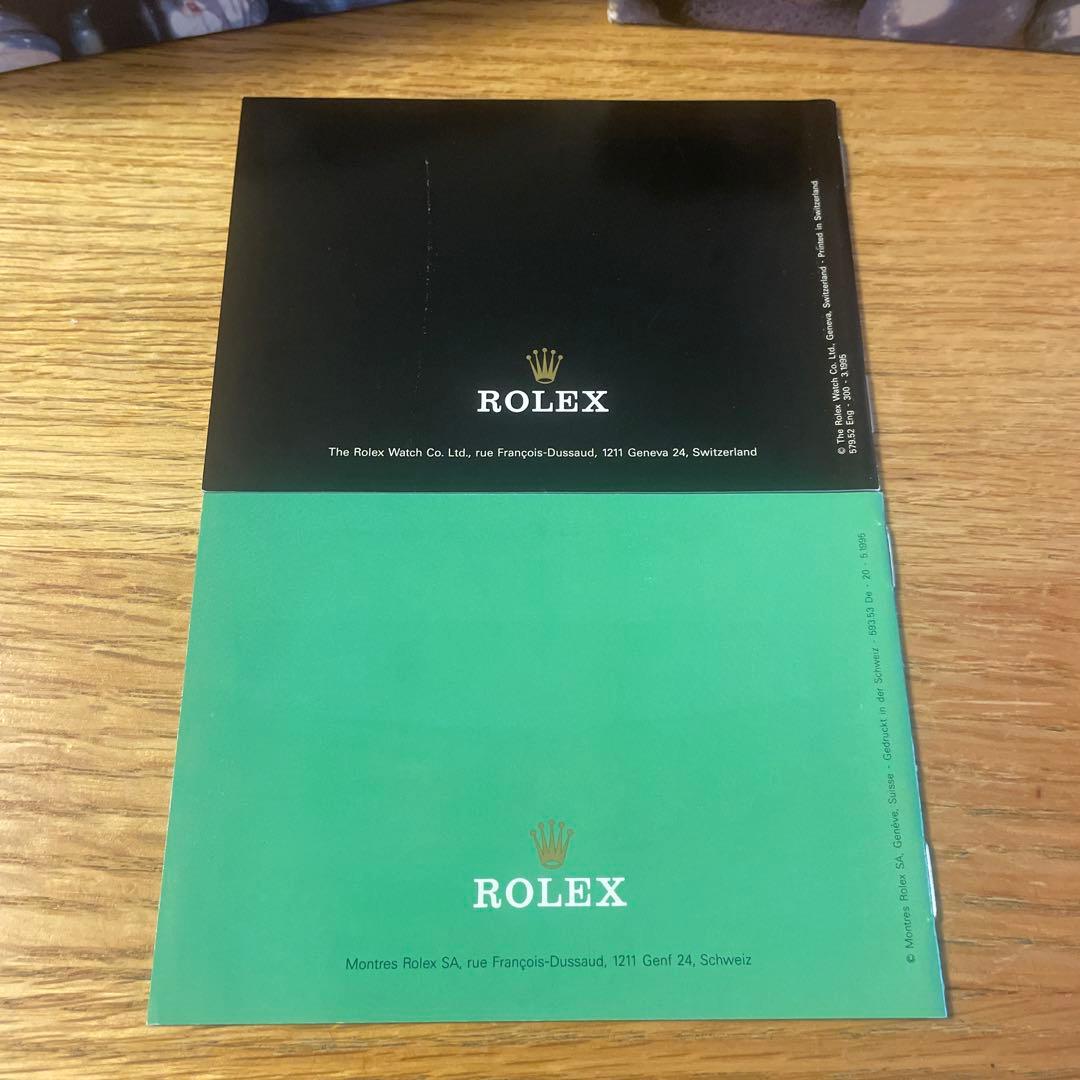 ROLEX
The Rolex Watch Co. Ltd., rue François-Dussaud, 1211 Geneva 24, Switzerland
© The Rolex Watch Co. Ltd., Geneva, Switzerland - Printed in Switzerland
579.52 Eng - 300 - 3.1995
ROLEX
Montres Rolex SA, rue François-Dussaud, 1211 Genf 24, Schweiz
© Montres Rolex SA, Genève, Suisse - Gedruckt in der Schweiz - 593.53 De - 20 - 5.1995